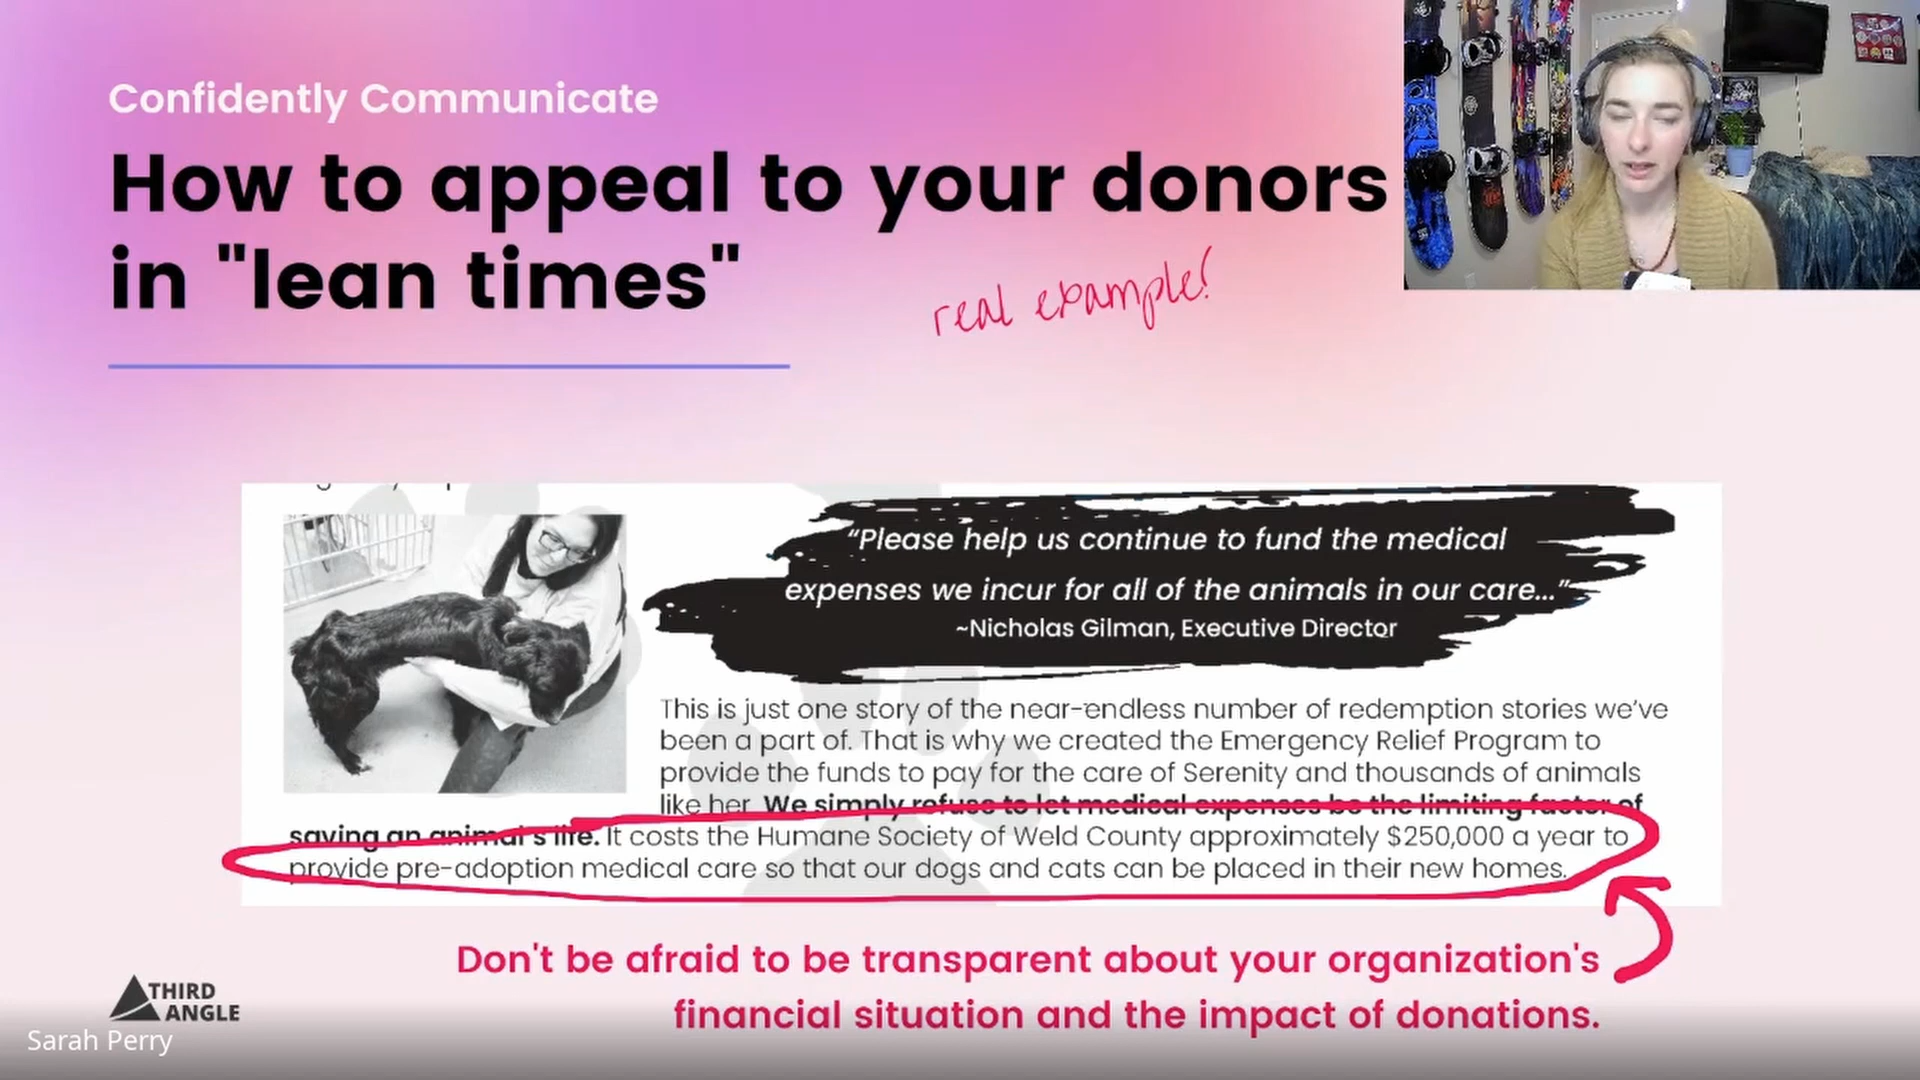 Confidently Communicate
How to appeal to your donors
in "lean times"
real example!
“Please help us continue to fund the medical
expenses we incur for all of the animals in our care...”
~Nicholas Gilman, Executive Director
This is just one story of the near-endless number of redemption stories we’ve
been a part of. That is why we created the Emergency Relief Program to
provide the funds to pay for the care of Serenity and thousands of animals
like her. We simply refuse to let medical expenses be the limiting factor of
saving an animal’s life. It costs the Humane Society of Weld County approximately $250,000 a year to
provide pre-adoption medical care so that our dogs and cats can be placed in their new homes.
Don't be afraid to be transparent about your organization's
financial situation and the impact of donations.
THIRD
ANGLE
Sarah Perry